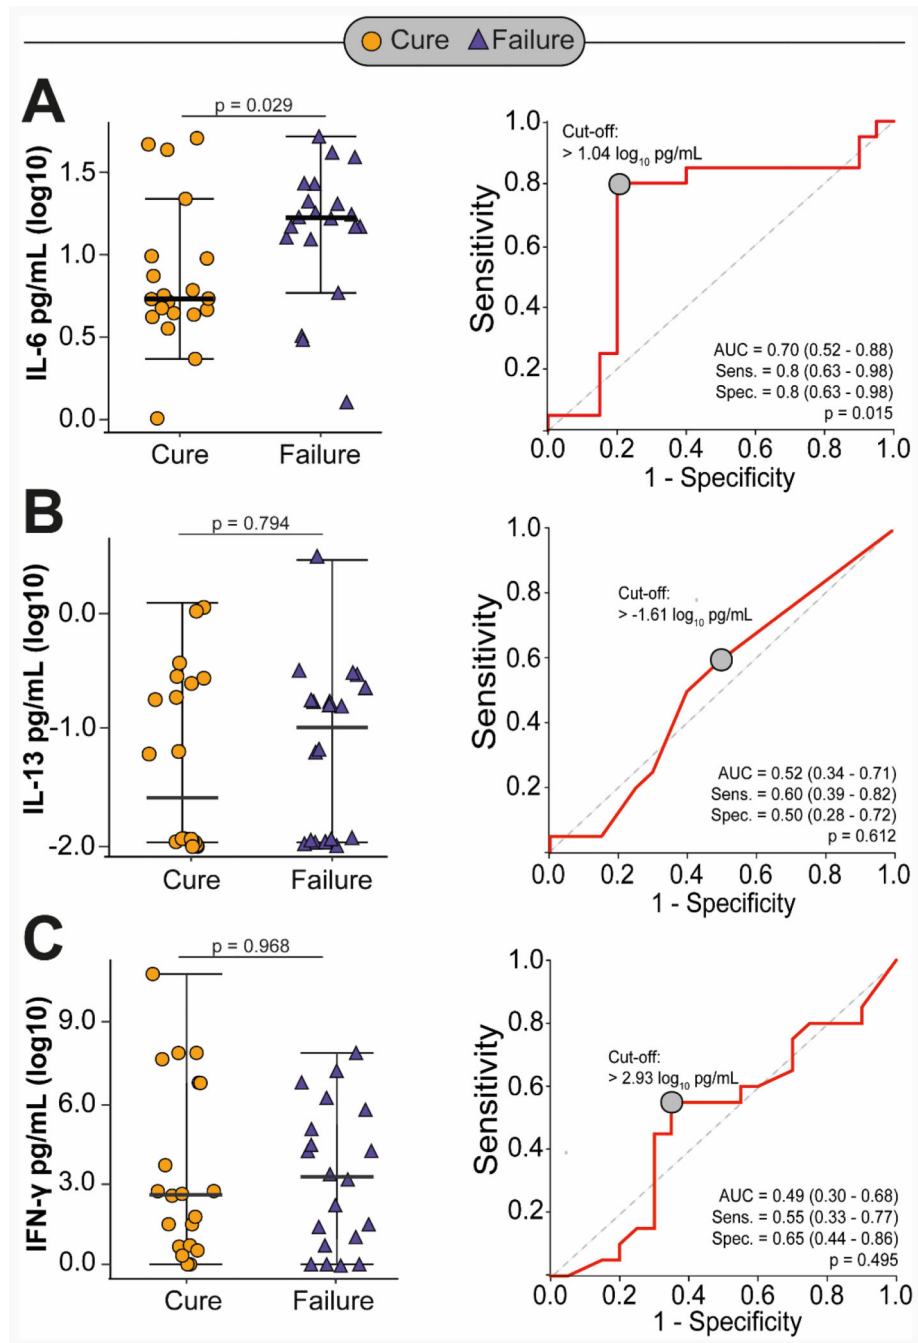 Cure Failure
A
p = 0.029
IL-6 pg/mL (log10)
1.5
1.0
0.5
0.0
Cure Failure
Sensitivity
1.0
0.8
0.6
0.4
0.2
Cut-off:
> 1.04 log10 pg/mL
AUC = 0.70 (0.52 - 0.88)
Sens. = 0.8 (0.63 - 0.98)
Spec. = 0.8 (0.63 - 0.98)
p = 0.015
0.0 0.2 0.4 0.6 0.8 1.0
1 - Specificity
B
p = 0.794
IL-13 pg/mL (log10)
0.0
-1.0
-2.0
Cure Failure
Sensitivity
1.0
0.8
0.6
0.4
0.2
Cut-off:
> -1.61 log10 pg/mL
AUC = 0.52 (0.34 - 0.71)
Sens. = 0.60 (0.39 - 0.82)
Spec. = 0.50 (0.28 - 0.72)
p = 0.612
0.0 0.2 0.4 0.6 0.8 1.0
1 - Specificity
C
p = 0.968
IFN-γ pg/mL (log10)
9.0
6.0
3.0
0.0
Cure Failure
Sensitivity
1.0
0.8
0.6
0.4
0.2
Cut-off:
> 2.93 log10 pg/mL
AUC = 0.49 (0.30 - 0.68)
Sens. = 0.55 (0.33 - 0.77)
Spec. = 0.65 (0.44 - 0.86)
p = 0.495
0.0 0.2 0.4 0.6 0.8 1.0
1 - Specificity